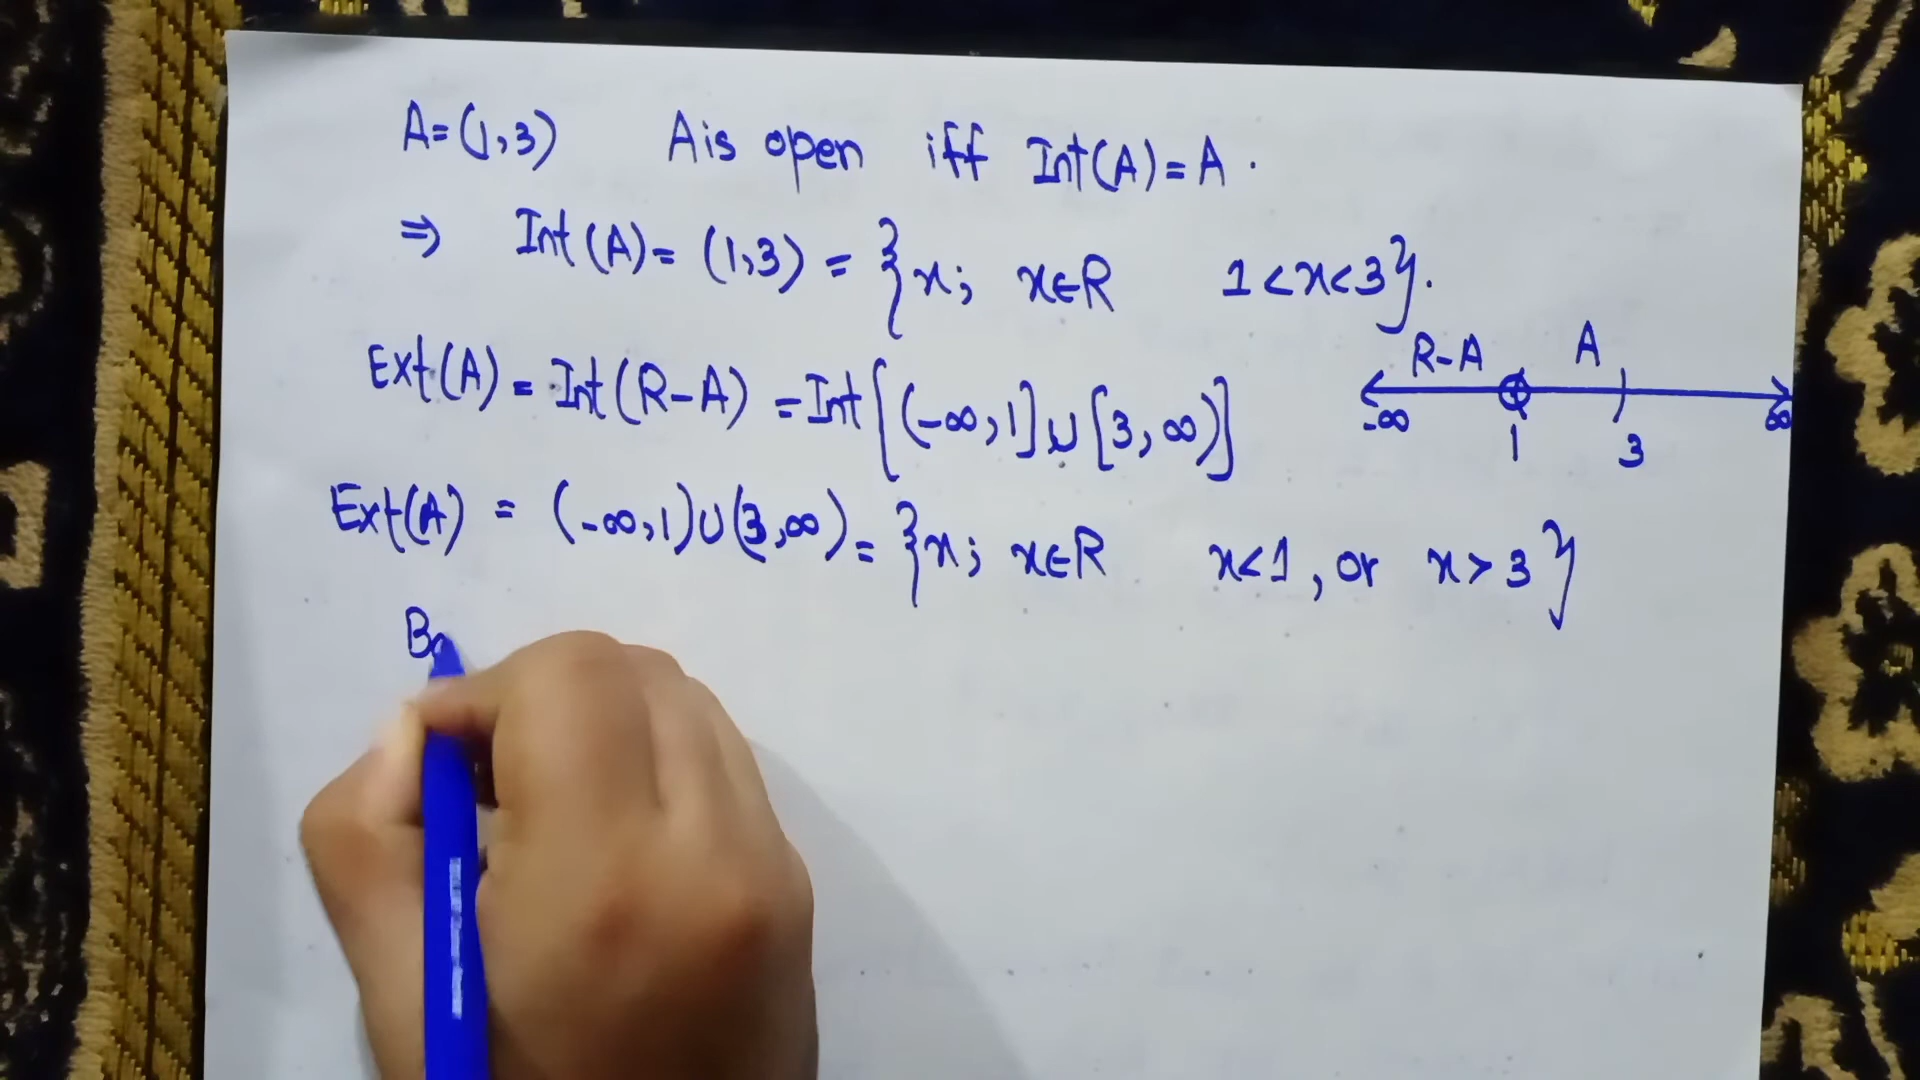 A=(1,3) A is open iff Int(A)=A.
⇒ Int(A)= (1,3) = {x; x∈R 1<x<3}.
Ext(A) = Int(R-A) = Int[(-∞,1]∪[3,∞)]
R-A A
-∞ 1 3 ∞
Ext(A) = (-∞,1)∪(3,∞) = {x; x∈R x<1, or x>3}
Bo